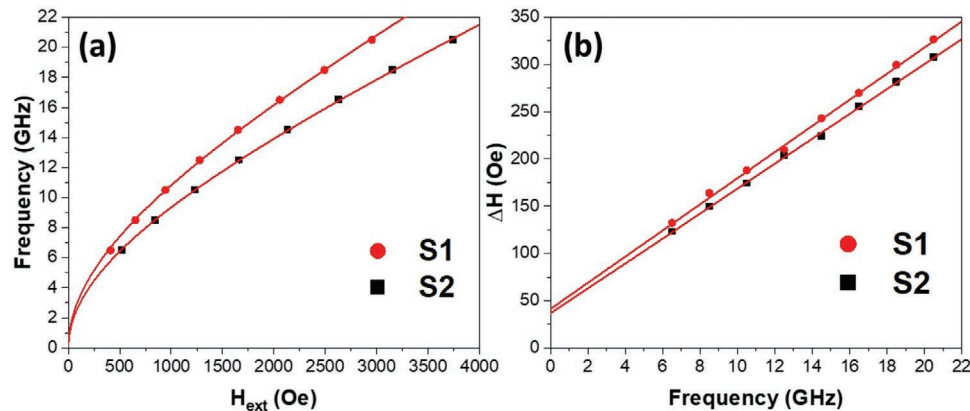 (a)
Frequency (GHz)
22
20
18
16
14
12
10
8
6
4
2
0
S1
S2
0 500 1000 1500 2000 2500 3000 3500 4000
Hext (Oe)
(b)
ΔH (Oe)
350
300
250
200
150
100
50
0
S1
S2
0 2 4 6 8 10 12 14 16 18 20 22
Frequency (GHz)